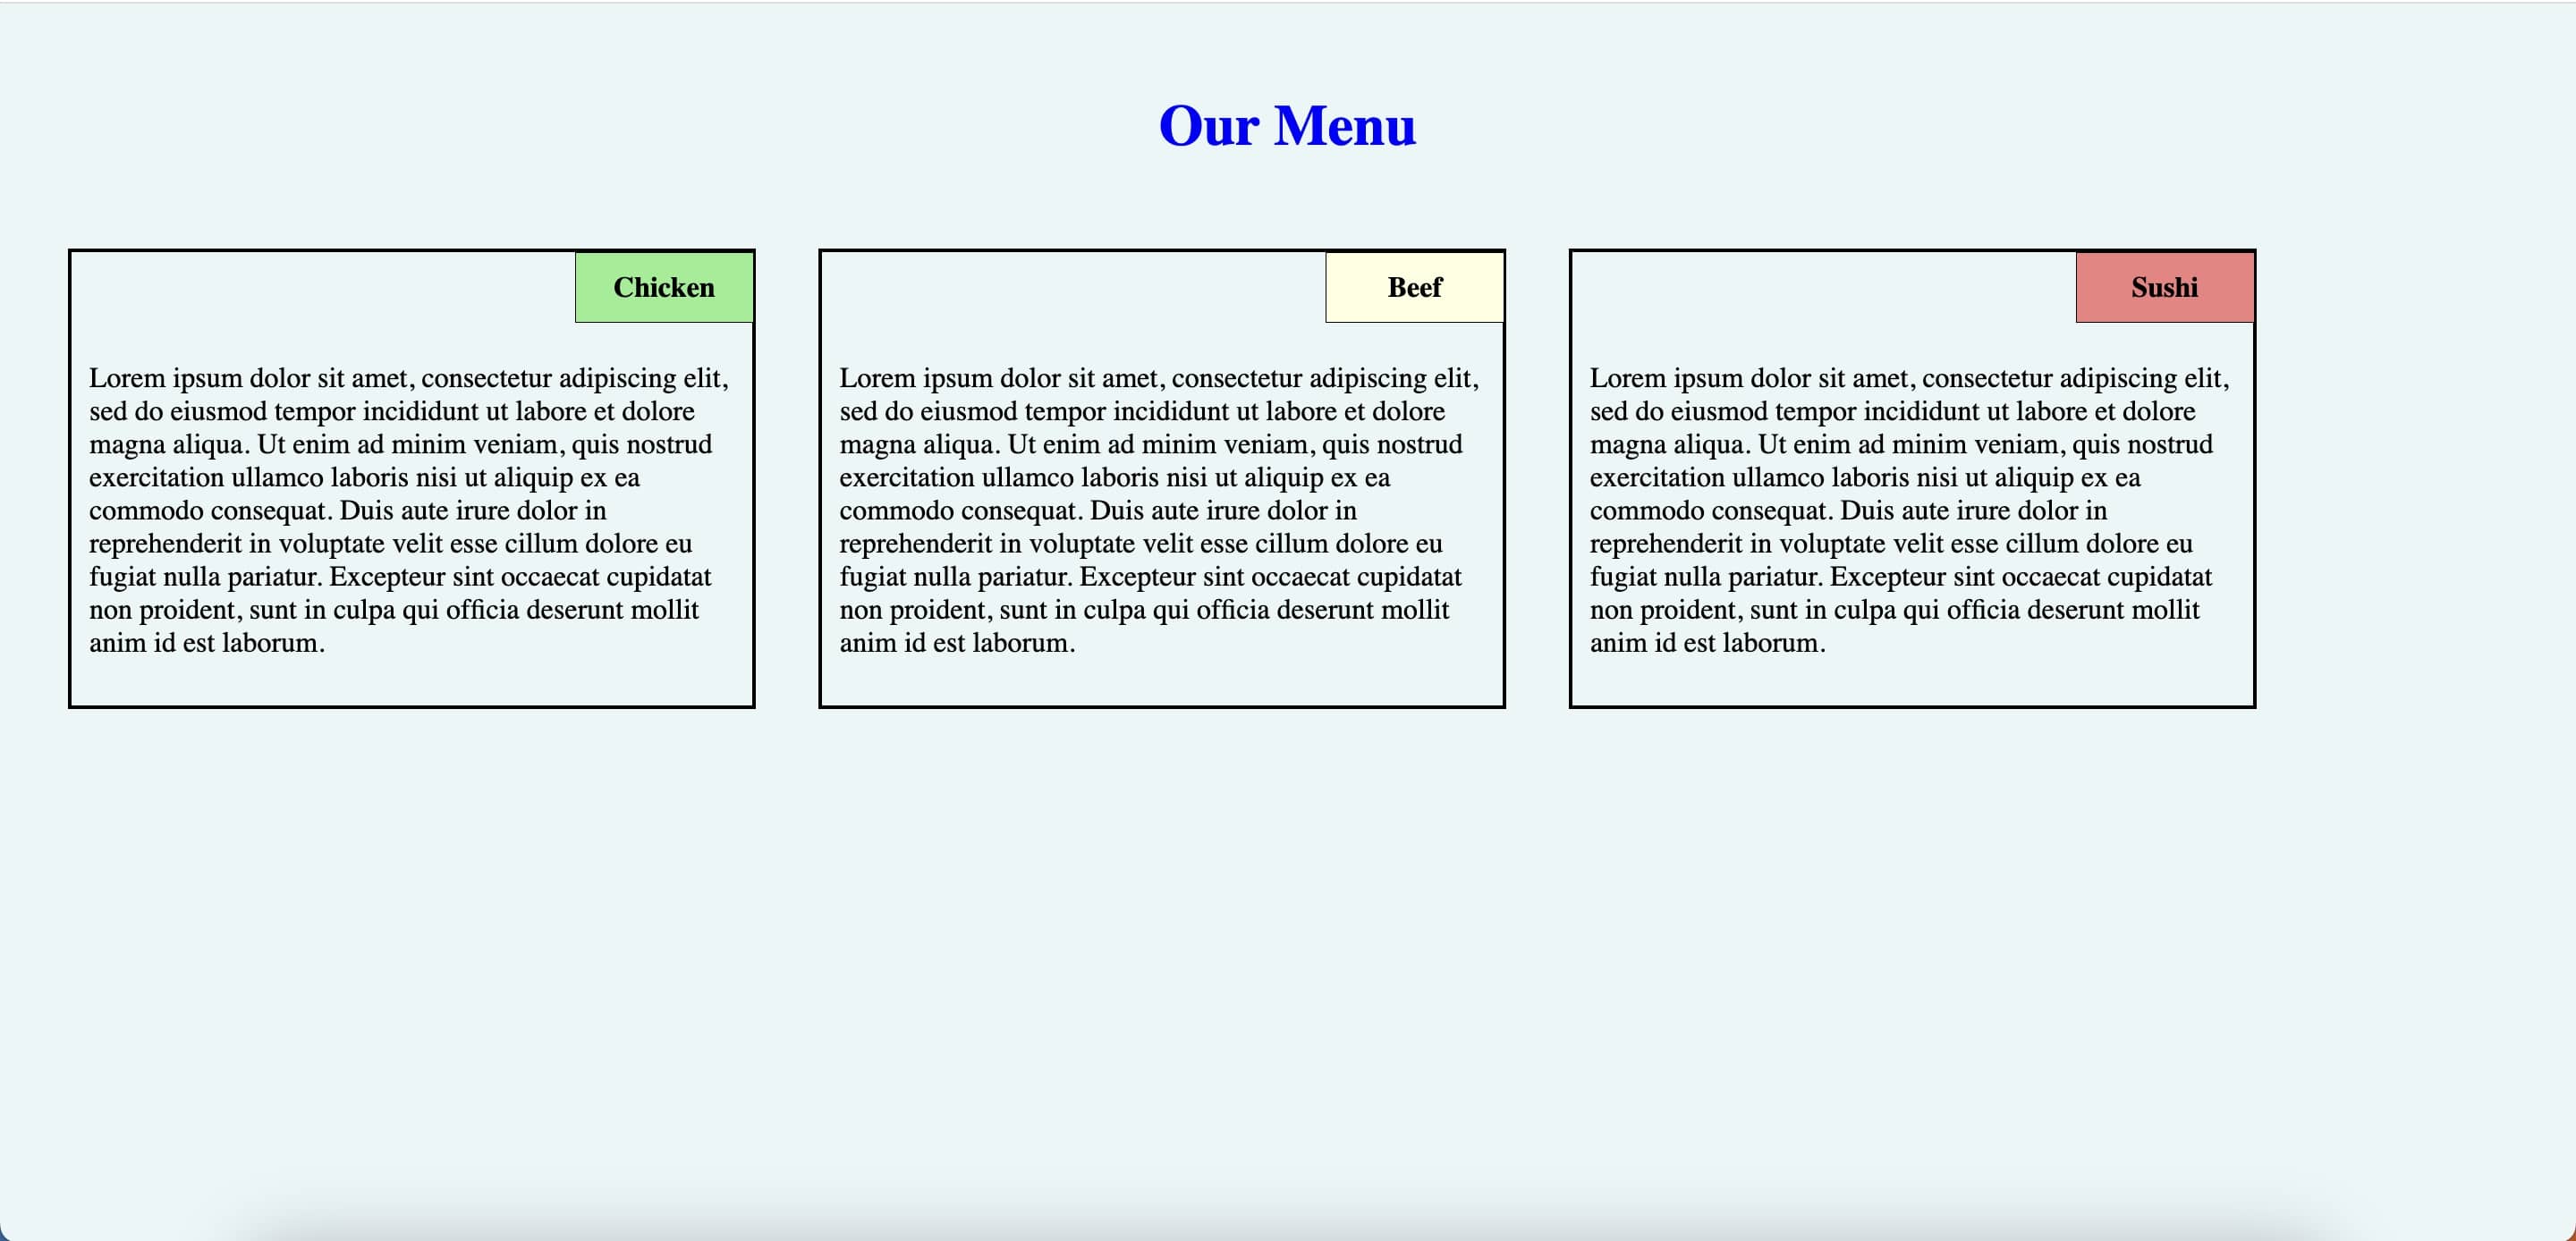 Our Menu
Chicken
Lorem ipsum dolor sit amet, consectetur adipiscing elit,
sed do eiusmod tempor incididunt ut labore et dolore
magna aliqua. Ut enim ad minim veniam, quis nostrud
exercitation ullamco laboris nisi ut aliquip ex ea
commodo consequat. Duis aute irure dolor in
reprehenderit in voluptate velit esse cillum dolore eu
fugiat nulla pariatur. Excepteur sint occaecat cupidatat
non proident, sunt in culpa qui officia deserunt mollit
anim id est laborum.
Beef
Lorem ipsum dolor sit amet, consectetur adipiscing elit,
sed do eiusmod tempor incididunt ut labore et dolore
magna aliqua. Ut enim ad minim veniam, quis nostrud
exercitation ullamco laboris nisi ut aliquip ex ea
commodo consequat. Duis aute irure dolor in
reprehenderit in voluptate velit esse cillum dolore eu
fugiat nulla pariatur. Excepteur sint occaecat cupidatat
non proident, sunt in culpa qui officia deserunt mollit
anim id est laborum.
Sushi
Lorem ipsum dolor sit amet, consectetur adipiscing elit,
sed do eiusmod tempor incididunt ut labore et dolore
magna aliqua. Ut enim ad minim veniam, quis nostrud
exercitation ullamco laboris nisi ut aliquip ex ea
commodo consequat. Duis aute irure dolor in
reprehenderit in voluptate velit esse cillum dolore eu
fugiat nulla pariatur. Excepteur sint occaecat cupidatat
non proident, sunt in culpa qui officia deserunt mollit
anim id est laborum.